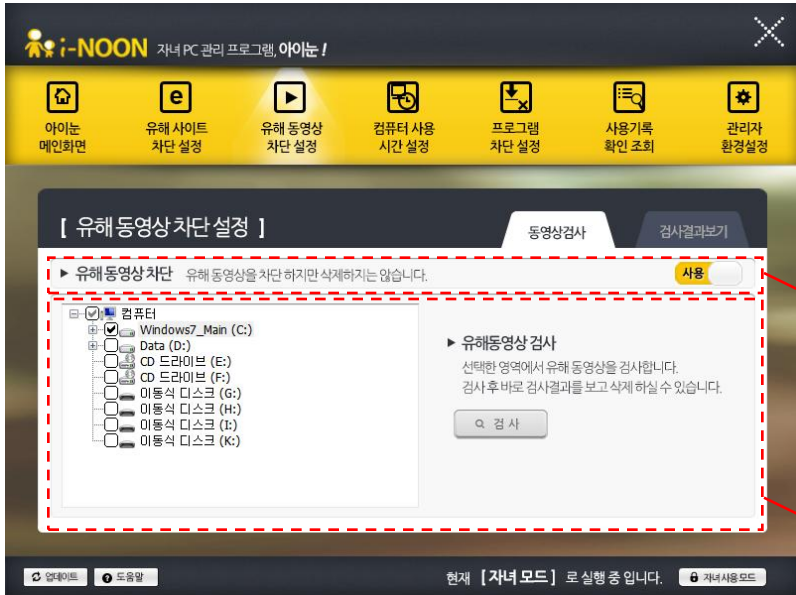 i-NOON 자녀 PC 관리 프로그램, 아이눈!
아이눈
메인화면
유해 사이트
차단 설정
유해 동영상
차단 설정
컴퓨터 사용
시간 설정
프로그램
차단 설정
사용기록
확인 조회
관리자
환경설정
[ 유해 동영상 차단 설정 ]
동영상검사
검사결과보기
▶ 유해 동영상 차단 유해 동영상을 차단 하지만 삭제하지는 않습니다.
사용
컴퓨터
Windows7_Main (C:)
Data (D:)
CD 드라이브 (E:)
CD 드라이브 (F:)
이동식 디스크 (G:)
이동식 디스크 (H:)
이동식 디스크 (I:)
이동식 디스크 (K:)
▶ 유해동영상 검사
선택한 영역에서 유해 동영상을 검사합니다.
검사 후 바로 검사결과를 보고 삭제 하실 수 있습니다.
검 사
업데이트
도움말
현재 [ 자녀 모드 ] 로 실행 중 입니다.
자녀사용모드